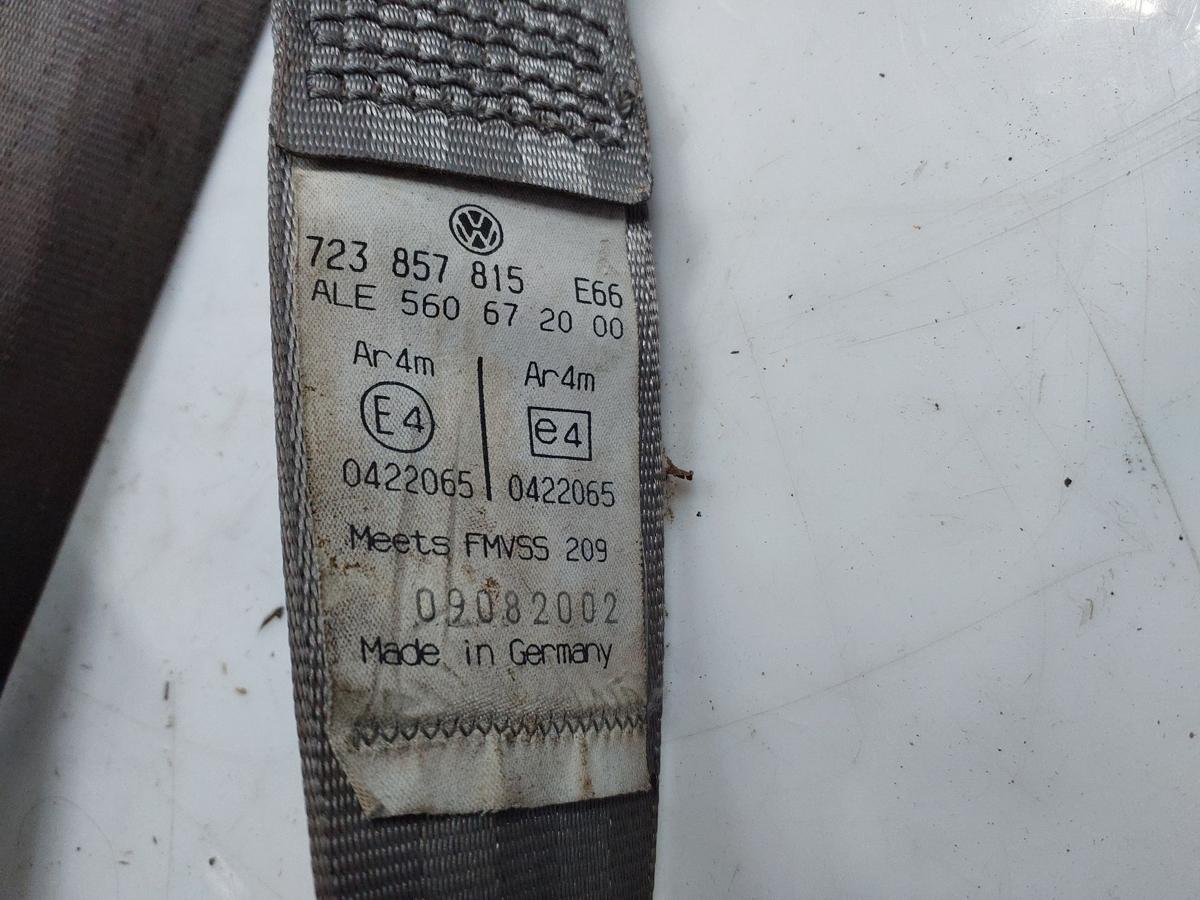 723 857 815 E66
ALE 560 67 20 00
Ar4m Ar4m
E4 e4
0422065 0422065
Meets FMVSS 209
09082002
Made in Germany